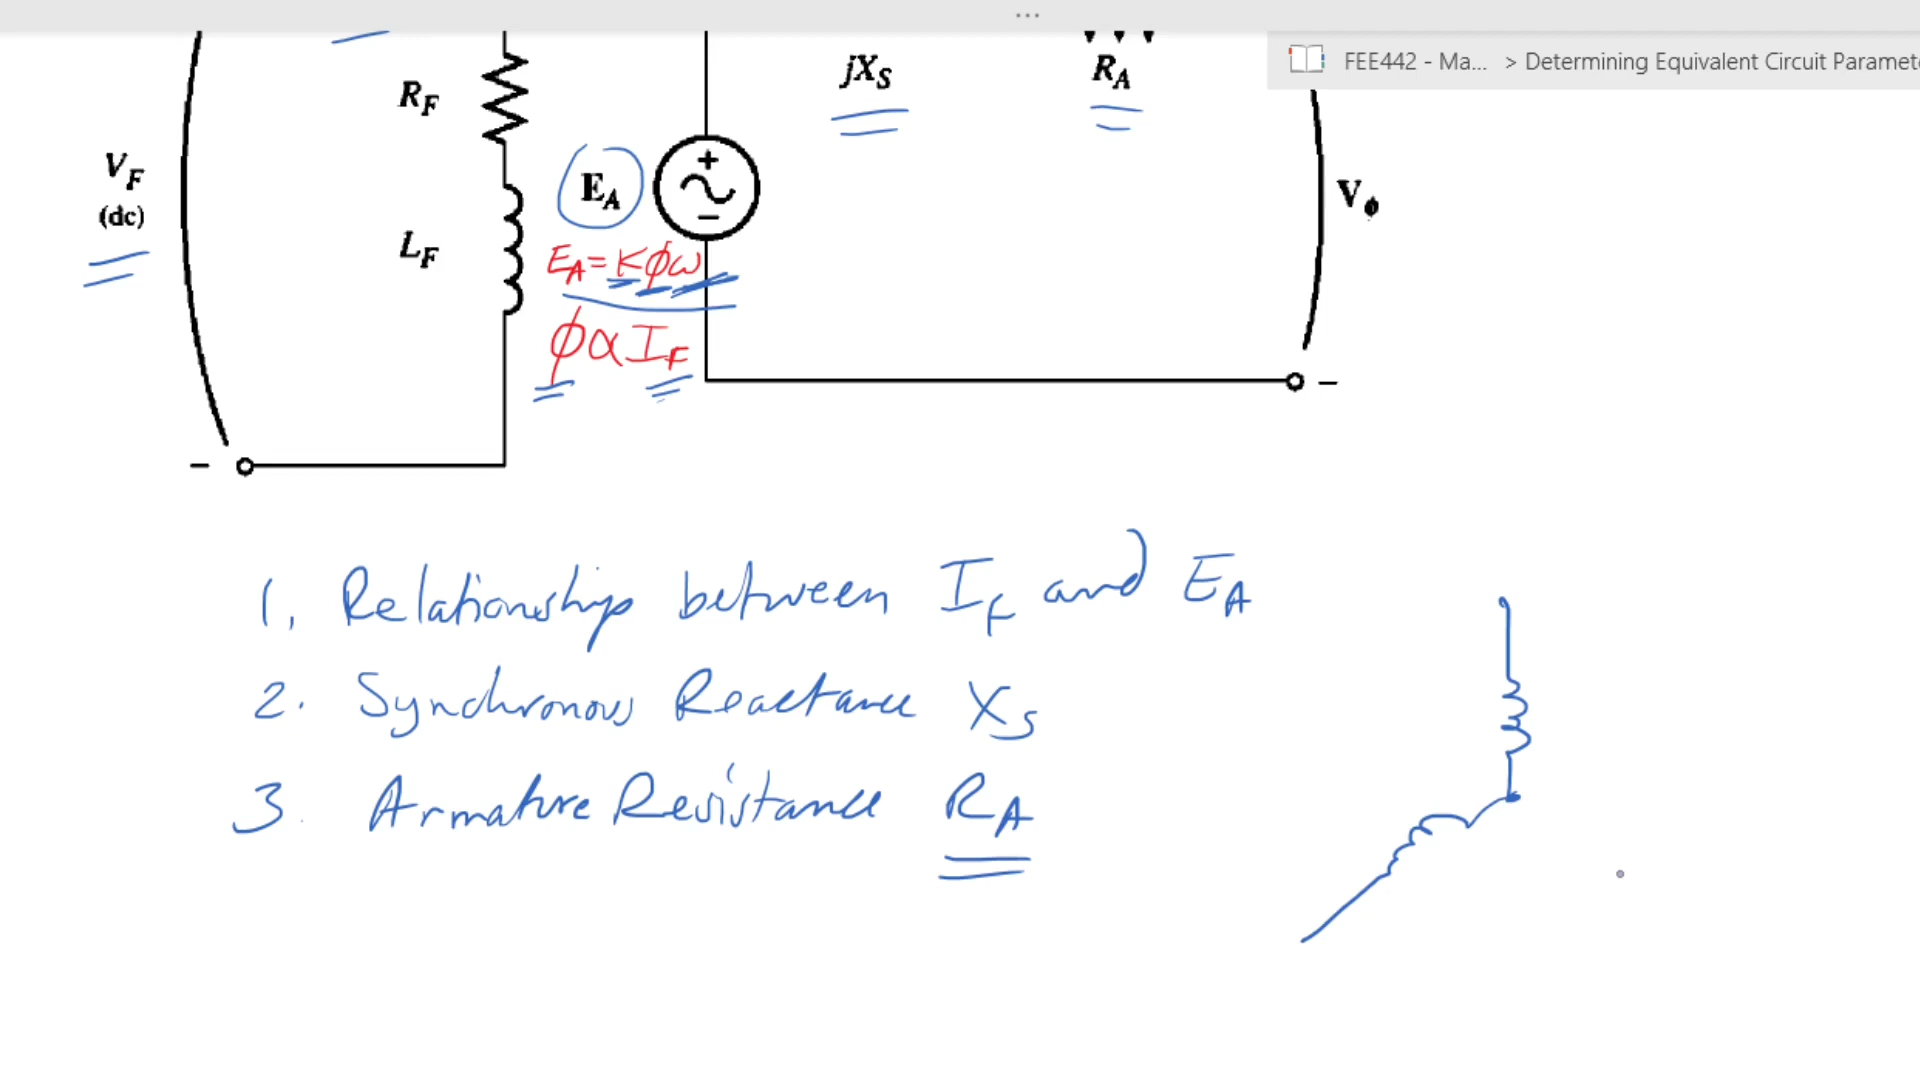 FEE442 - Ma... > Determining Equivalent Circuit Paramet
jXS RA
RF
VF
(dc)
EA + −
Vφ
LF
EA = Kφω
φ α IF
−
−
1. Relationship between IF and EA
2. Synchronous Reactance XS
3. Armature Resistance RA